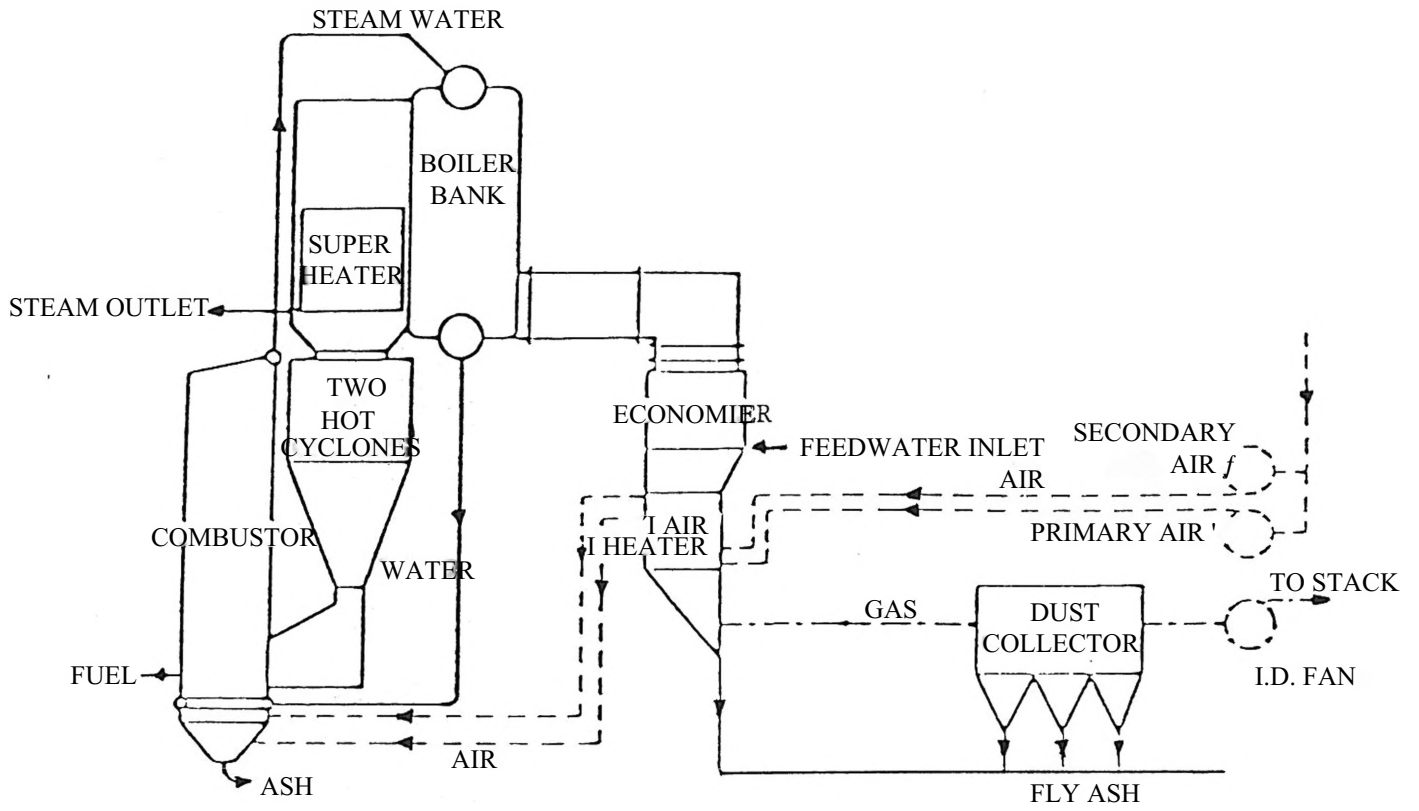 STEAM WATER
BOILER
BANK
SUPER
HEATER
STEAM OUTLET
TWO
HOT
CYCLONES
ECONOMIER
FEEDWATER INLET
SECONDARY
AIR f
AIR
COMBUSTOR
I AIR
I HEATER
PRIMARY AIR '
WATER
TO STACK
GAS
DUST
COLLECTOR
FUEL
I.D. FAN
AIR
ASH
FLY ASH